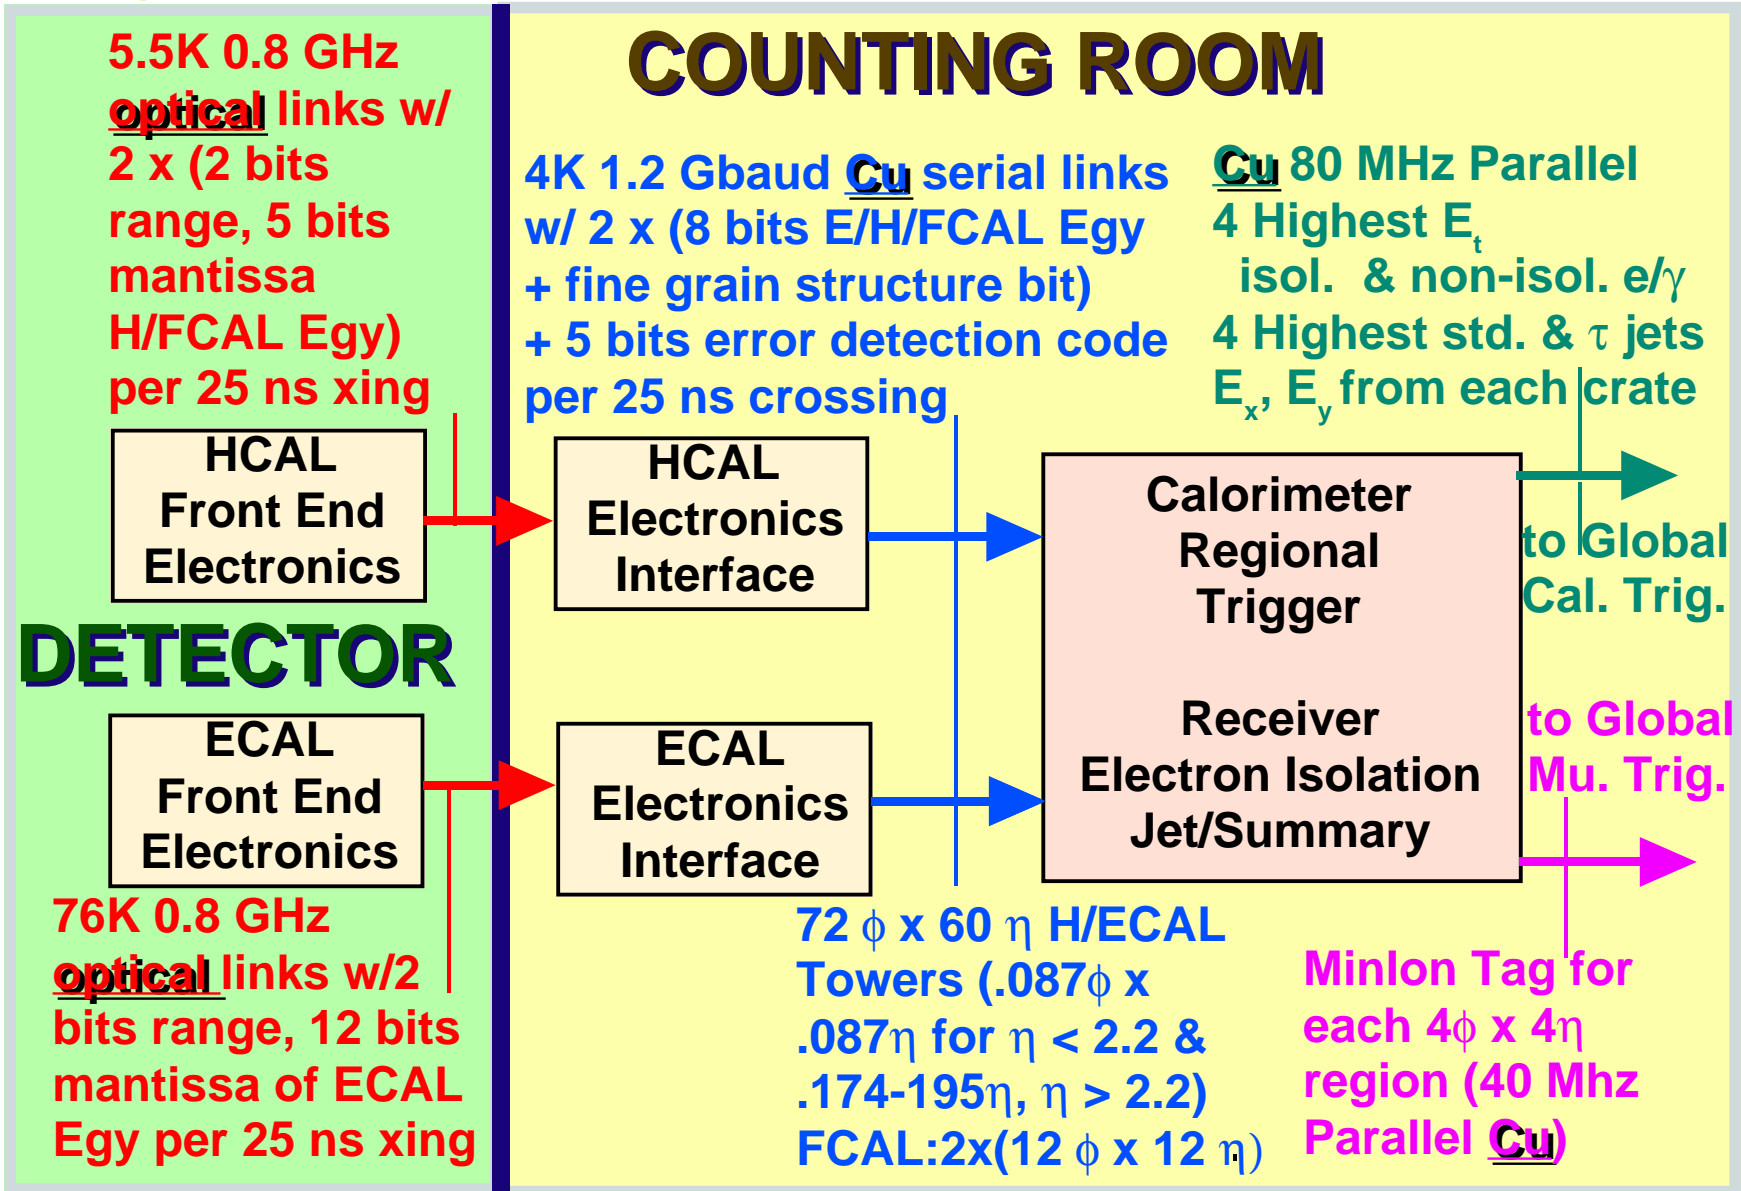 COUNTING ROOM
5.5K 0.8 GHz
optical links w/
2 x (2 bits
range, 5 bits
mantissa
H/FCAL Egy)
per 25 ns xing
4K 1.2 Gbaud Cu serial links
w/ 2 x (8 bits E/H/FCAL Egy
+ fine grain structure bit)
+ 5 bits error detection code
per 25 ns crossing
Cu 80 MHz Parallel
4 Highest Et
isol. & non-isol. e/γ
4 Highest std. & τ jets
Ex, Ey from each crate
HCAL
Front End
Electronics
HCAL
Electronics
Interface
Calorimeter
Regional
Trigger
Receiver
Electron Isolation
Jet/Summary
to Global
Cal. Trig.
DETECTOR
ECAL
Front End
Electronics
ECAL
Electronics
Interface
to Global
Mu. Trig.
76K 0.8 GHz
optical links w/2
bits range, 12 bits
mantissa of ECAL
Egy per 25 ns xing
72 φ x 60 η H/ECAL
Towers (.087φ x
.087η for η < 2.2 &
.174-195η, η > 2.2)
FCAL:2x(12 φ x 12 η)
MinIon Tag for
each 4φ x 4η
region (40 Mhz
Parallel Cu)